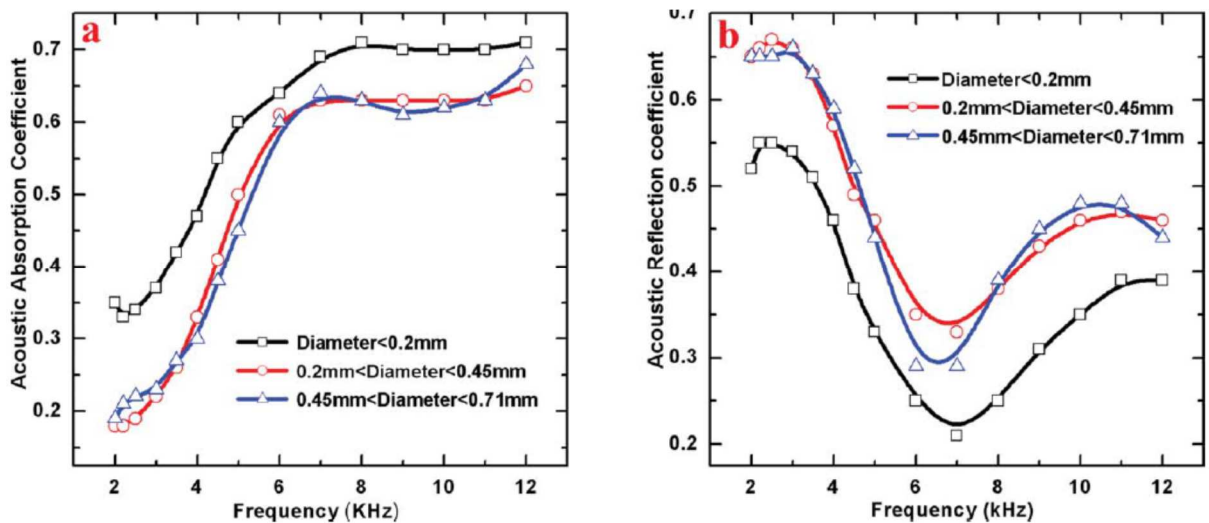 a
Acoustic Absorption Coefficient
0.7
0.6
0.5
0.4
0.3
0.2
Diameter<0.2mm
0.2mm<Diameter<0.45mm
0.45mm<Diameter<0.71mm
2 4 6 8 10 12
Frequency (KHz)
b
Acoustic Reflection coefficient
0.7
0.6
0.5
0.4
0.3
0.2
Diameter<0.2mm
0.2mm<Diameter<0.45mm
0.45mm<Diameter<0.71mm
2 4 6 8 10 12
Frequency (kHz)